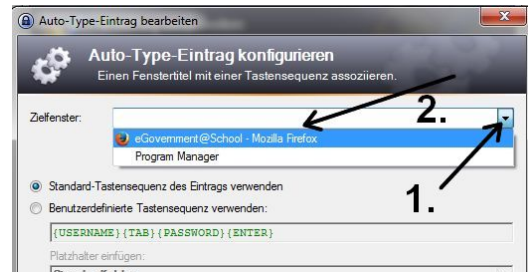 Auto-Type-Eintrag bearbeiten
Auto-Type-Eintrag konfigurieren
Einen Fenstertitel mit einer Tastensequenz assoziieren.
2.
Zielfenster:
eGovernment@School - Mozilla Firefox
Program Manager
1.
Standard-Tastensequenz des Eintrags verwenden
Benutzerdefinierte Tastensequenz verwenden:
{USERNAME}{TAB}{PASSWORD}{ENTER}
Platzhalter einfügen: